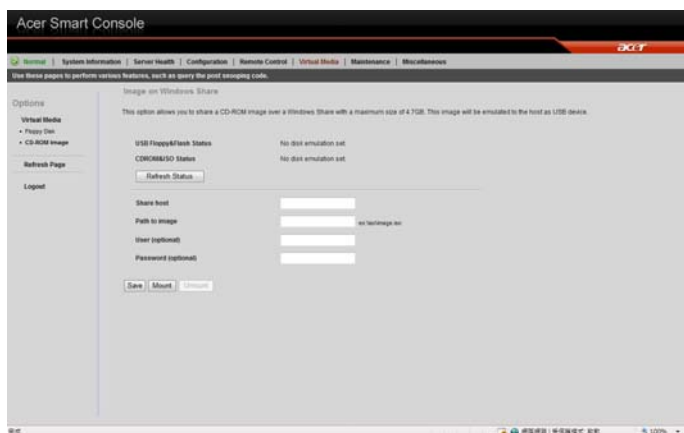 Acer Smart Console
acer
Normal | System Information | Server Health | Configuration | Remote Control | Virtual Media | Maintenance | Miscellaneous
Use these pages to perform various features, such as query the post snooping code.
Options
Virtual Media
• Floppy Disk
• CD-ROM Image
Refresh Page
Logout
Image on Windows Share
This option allows you to share a CD-ROM image over a Windows Share with a maximum size of 4.7GB. This image will be emulated to the host as USB device.
USB Floppy&Flash Status No disk emulation set
CDROM&ISO Status No disk emulation set
Refresh Status
Share host
Path to image
User (optional)
Password (optional)
Save Mount Unmount
100%